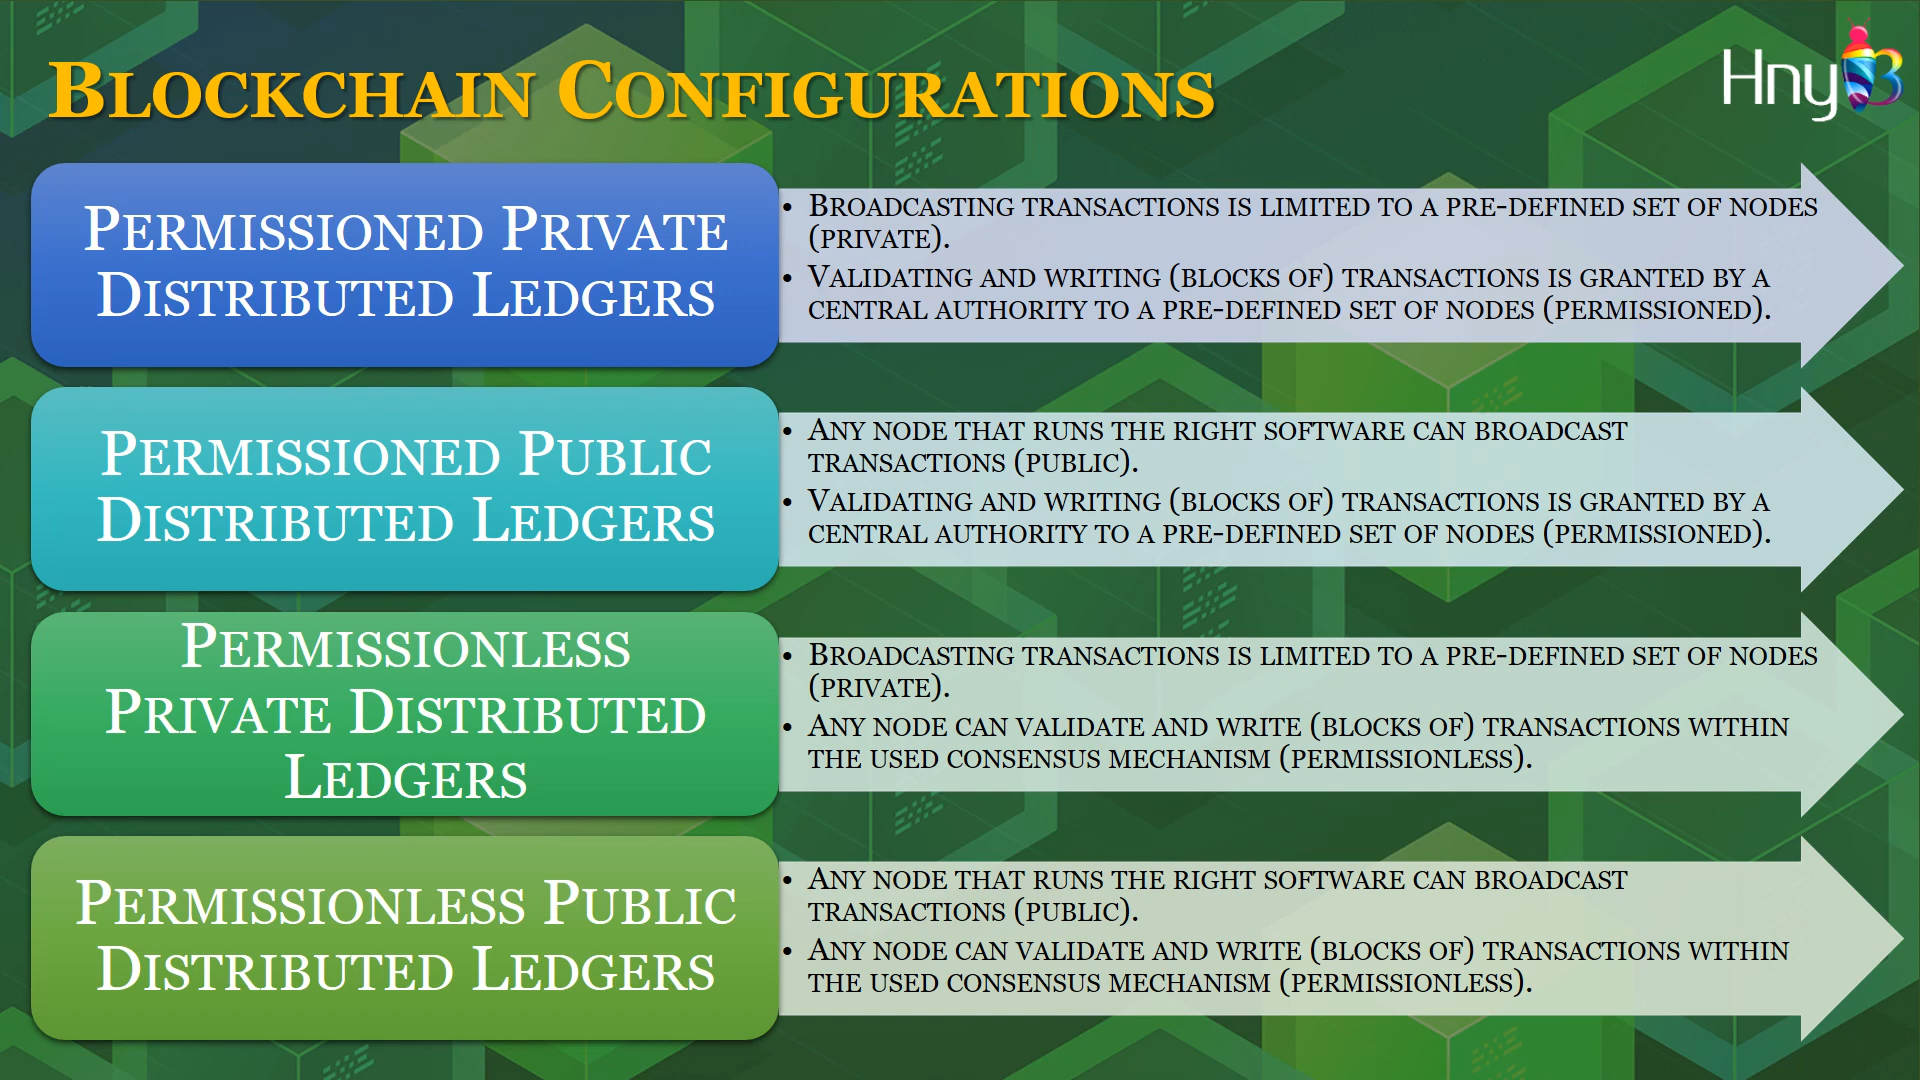 BLOCKCHAIN CONFIGURATIONS
Hny B
PERMISSIONED PRIVATE
DISTRIBUTED LEDGERS
• BROADCASTING TRANSACTIONS IS LIMITED TO A PRE-DEFINED SET OF NODES
(PRIVATE).
• VALIDATING AND WRITING (BLOCKS OF) TRANSACTIONS IS GRANTED BY A
CENTRAL AUTHORITY TO A PRE-DEFINED SET OF NODES (PERMISSIONED).
PERMISSIONED PUBLIC
DISTRIBUTED LEDGERS
• ANY NODE THAT RUNS THE RIGHT SOFTWARE CAN BROADCAST
TRANSACTIONS (PUBLIC).
• VALIDATING AND WRITING (BLOCKS OF) TRANSACTIONS IS GRANTED BY A
CENTRAL AUTHORITY TO A PRE-DEFINED SET OF NODES (PERMISSIONED).
PERMISSIONLESS
PRIVATE DISTRIBUTED
LEDGERS
• BROADCASTING TRANSACTIONS IS LIMITED TO A PRE-DEFINED SET OF NODES
(PRIVATE).
• ANY NODE CAN VALIDATE AND WRITE (BLOCKS OF) TRANSACTIONS WITHIN
THE USED CONSENSUS MECHANISM (PERMISSIONLESS).
PERMISSIONLESS PUBLIC
DISTRIBUTED LEDGERS
• ANY NODE THAT RUNS THE RIGHT SOFTWARE CAN BROADCAST
TRANSACTIONS (PUBLIC).
• ANY NODE CAN VALIDATE AND WRITE (BLOCKS OF) TRANSACTIONS WITHIN
THE USED CONSENSUS MECHANISM (PERMISSIONLESS).